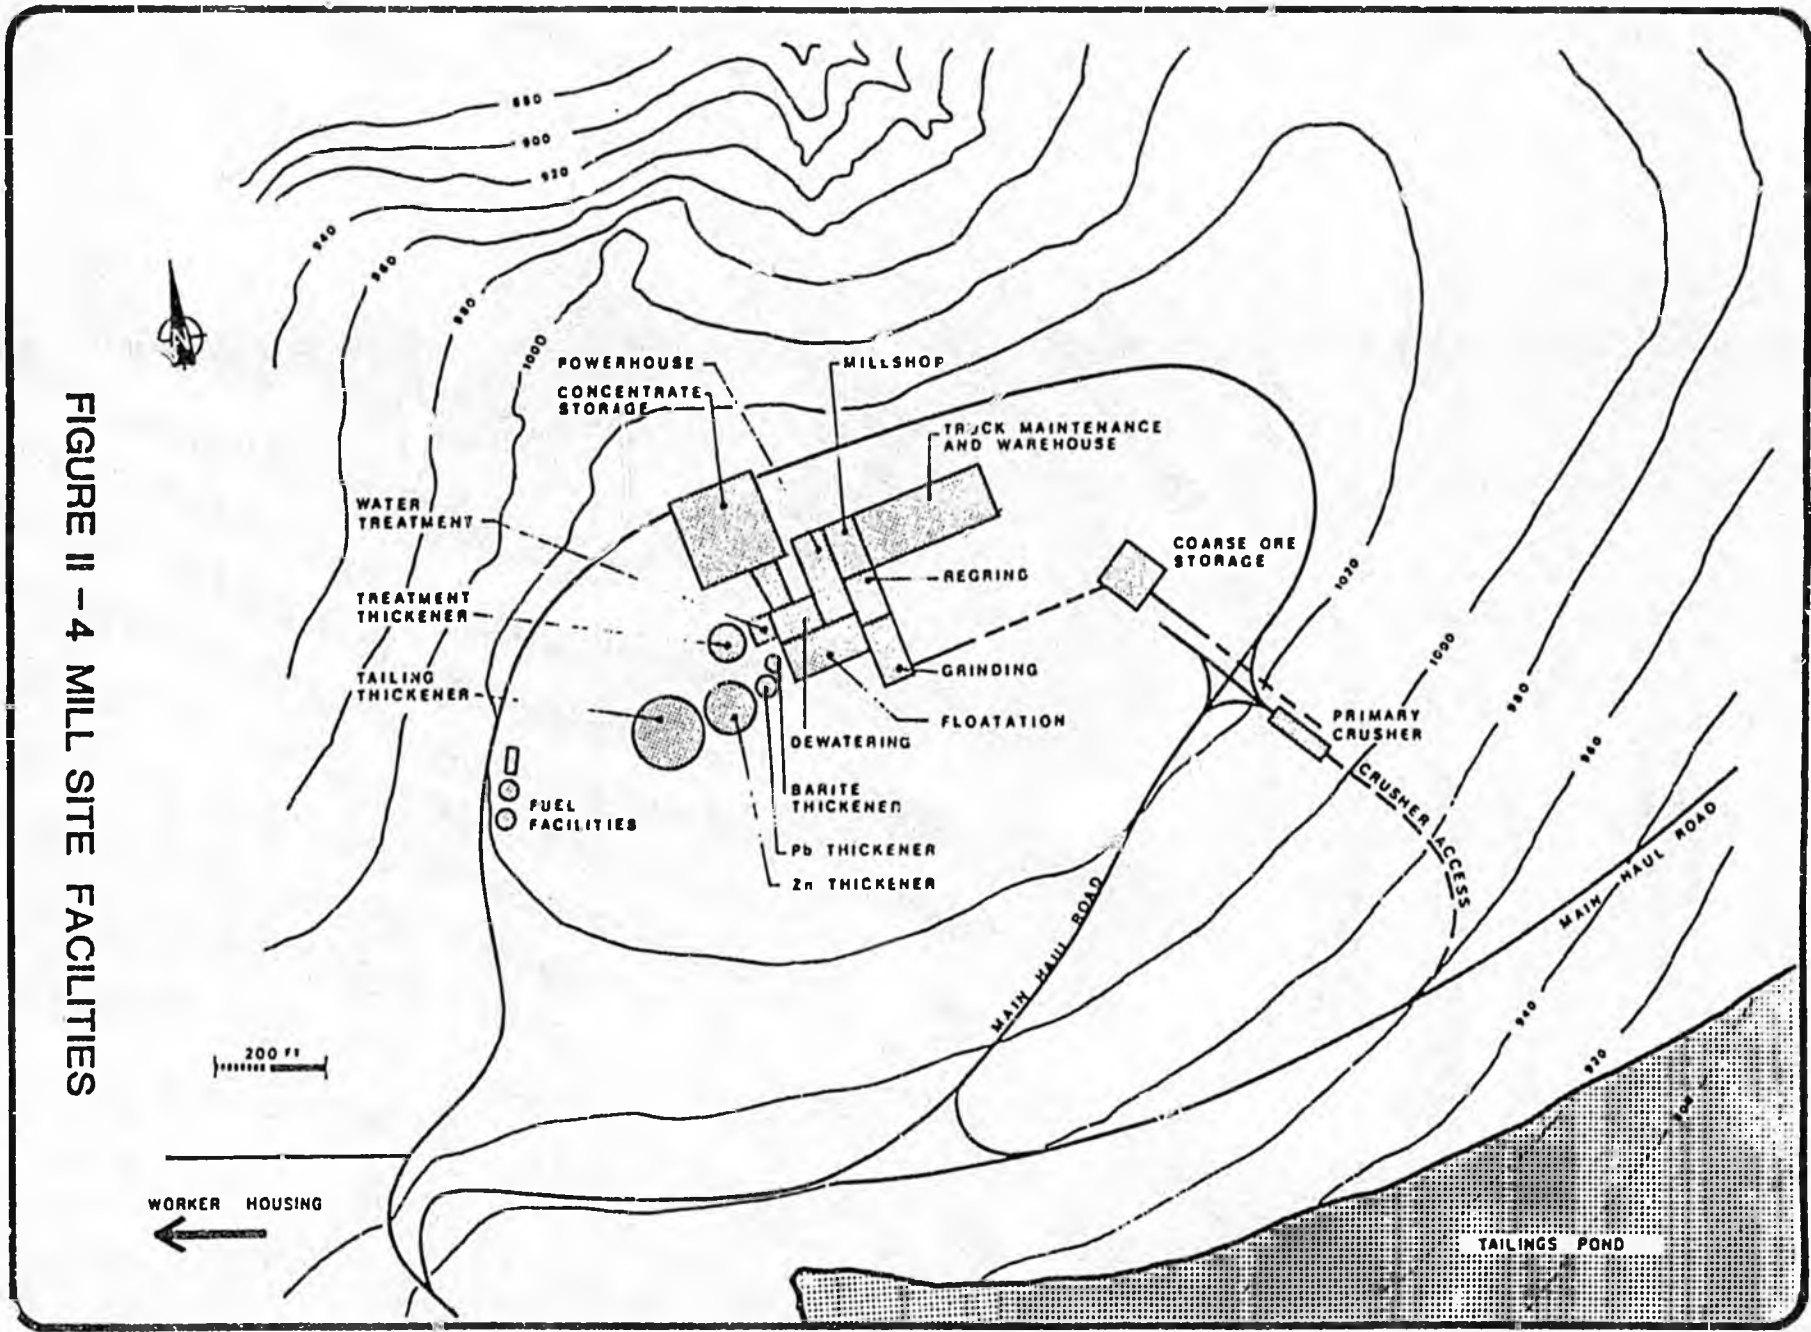 880
900
920
940
960
980
1000
N
POWERHOUSE
CONCENTRATE
STORAGE
MILLSHOP
TRUCK MAINTENANCE
AND WAREHOUSE
WATER
TREATMENT
COARSE ORE
STORAGE
REGRIND
1020
TREATMENT
THICKENER
GRINDING
1000
TAILING
THICKENER
980
FLOATATION
PRIMARY
CRUSHER
DEWATERING
960
CRUSHER ACCESS
BARITE
THICKENER
FUEL
FACILITIES
MAIN HAUL ROAD
Pb THICKENER
Zn THICKENER
MAIN HAUL ROAD
940
920
908
200 FT
WORKER HOUSING
TAILINGS POND
FIGURE II - 4 MILL SITE FACILITIES